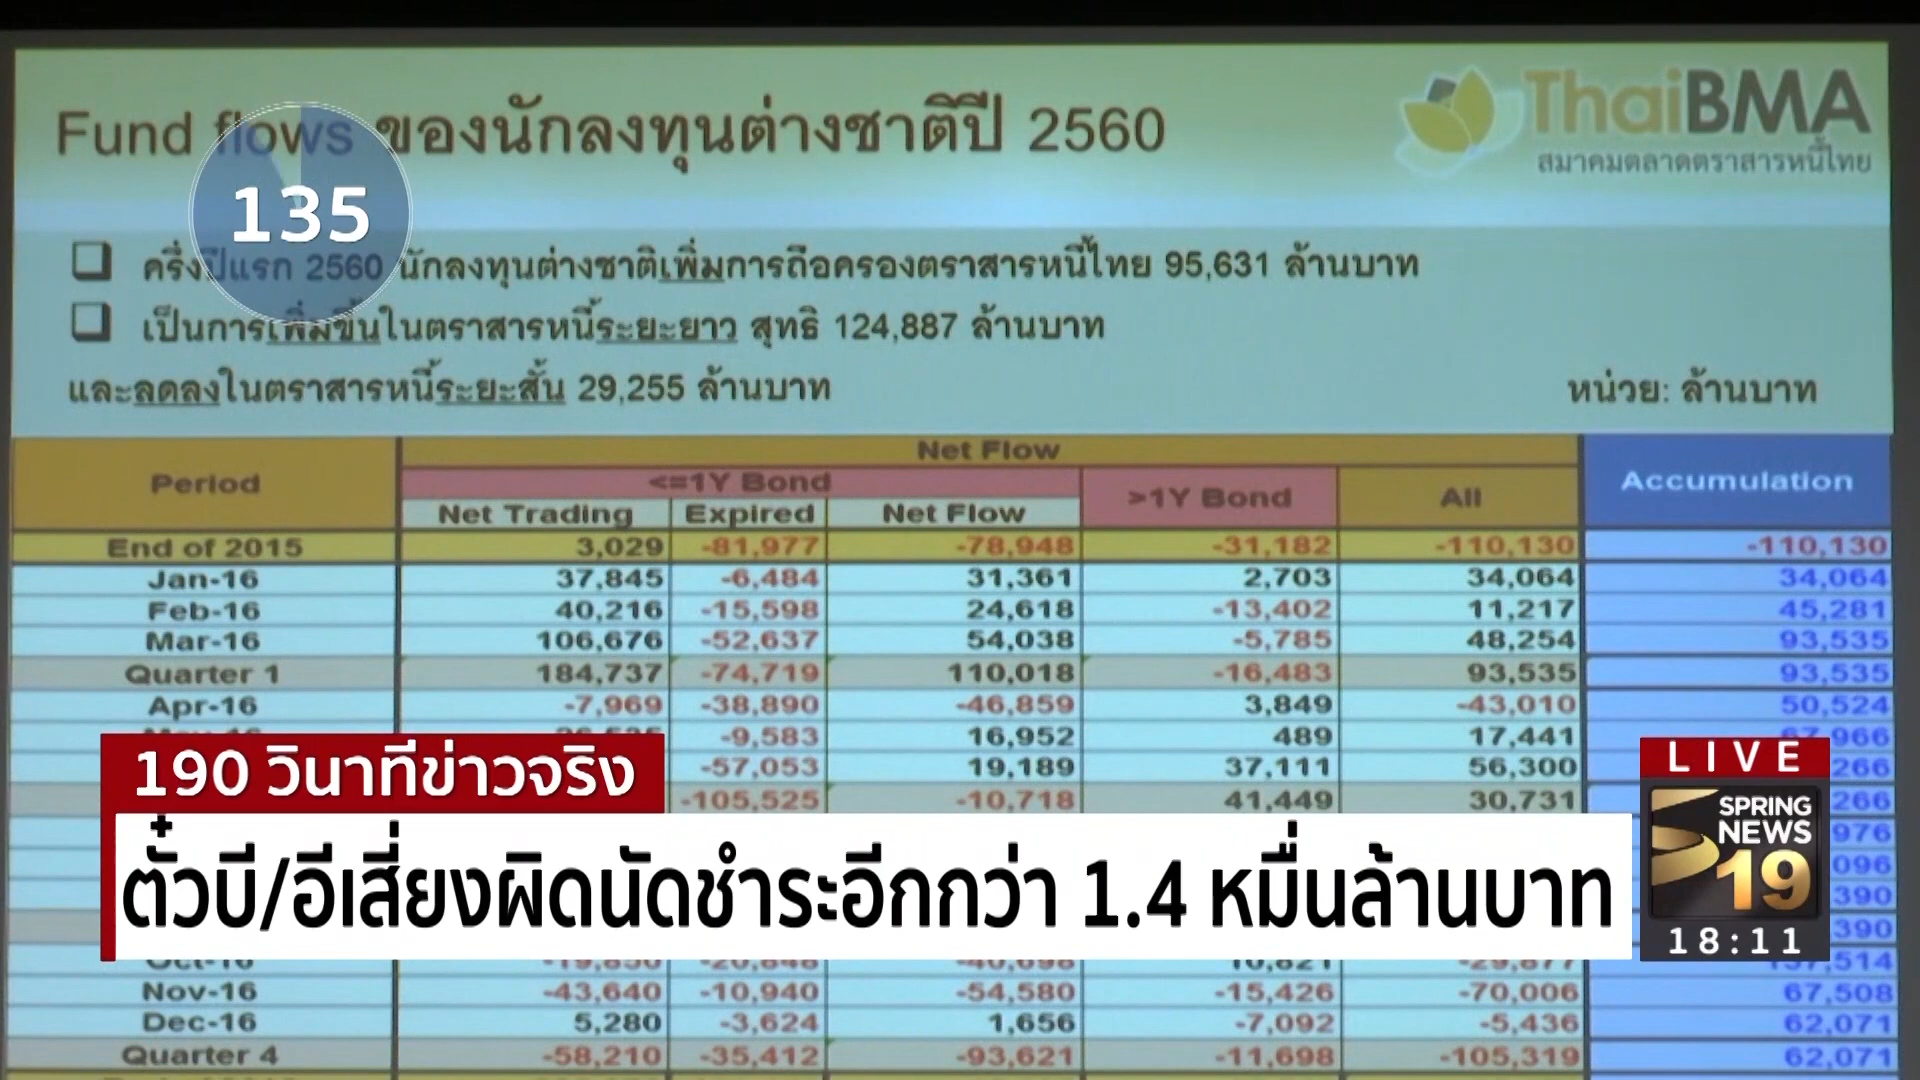 Fund flows ของนักลงทุนต่างชาติปี 2560
ThaiBMA
สมาคมตลาดตราสารหนี้ไทย
135
ครึ่งปีแรก 2560 นักลงทุนต่างชาติเพิ่มการถือครองตราสารหนี้ไทย 95,631 ล้านบาท
เป็นการเพิ่มขึ้นในตราสารหนี้ระยะยาว สุทธิ 124,887 ล้านบาท
และลดลงในตราสารหนี้ระยะสั้น 29,255 ล้านบาท
หน่วย: ล้านบาท
Period Net Flow Accumulation
<=1Y Bond >1Y Bond All
Net Trading Expired Net Flow
End of 2015 3,029 -81,977 -78,948 -31,182 -110,130 -110,130
Jan-16 37,845 -6,484 31,361 2,703 34,064 34,064
Feb-16 40,216 -15,598 24,618 -13,402 11,217 45,281
Mar-16 106,676 -52,637 54,038 -5,785 48,254 93,535
Quarter 1 184,737 -74,719 110,018 -16,483 93,535 93,535
Apr-16 -7,969 -38,890 -46,859 3,849 -43,010 50,524
-9,583 16,952 489 17,441
-57,053 19,189 37,111 56,300 266
-105,525 -10,718 41,449 30,731 266
976
096
390
390
514
Nov-16 -43,640 -10,940 -54,580 -15,426 -70,006 67,508
Dec-16 5,280 -3,624 1,656 -7,092 -5,436 62,071
Quarter 4 -58,210 -35,412 -93,621 -11,698 -105,319 62,071
190 วินาทีข่าวจริง
ตั๋วบี/อีเสี่ยงผิดนัดชำระอีกกว่า 1.4 หมื่นล้านบาท
LIVE
SPRING
NEWS
19
18:11